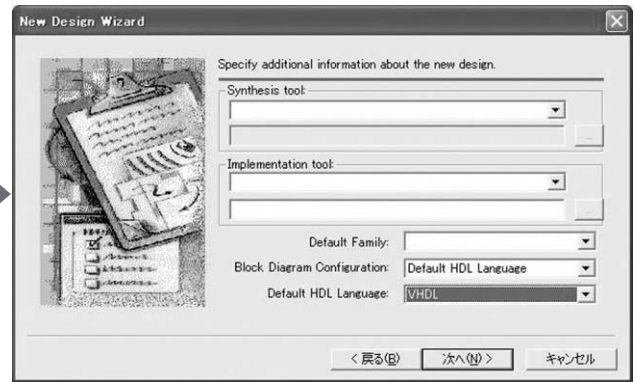 New Design Wizard
Specify additional information about the new design.
Synthesis tool:
...
Implementation tool:
...
Default Family:
Block Diagram Configuration: Default HDL Language
Default HDL Language: VHDL
< 戻る(B) 次へ(N) > キャンセル